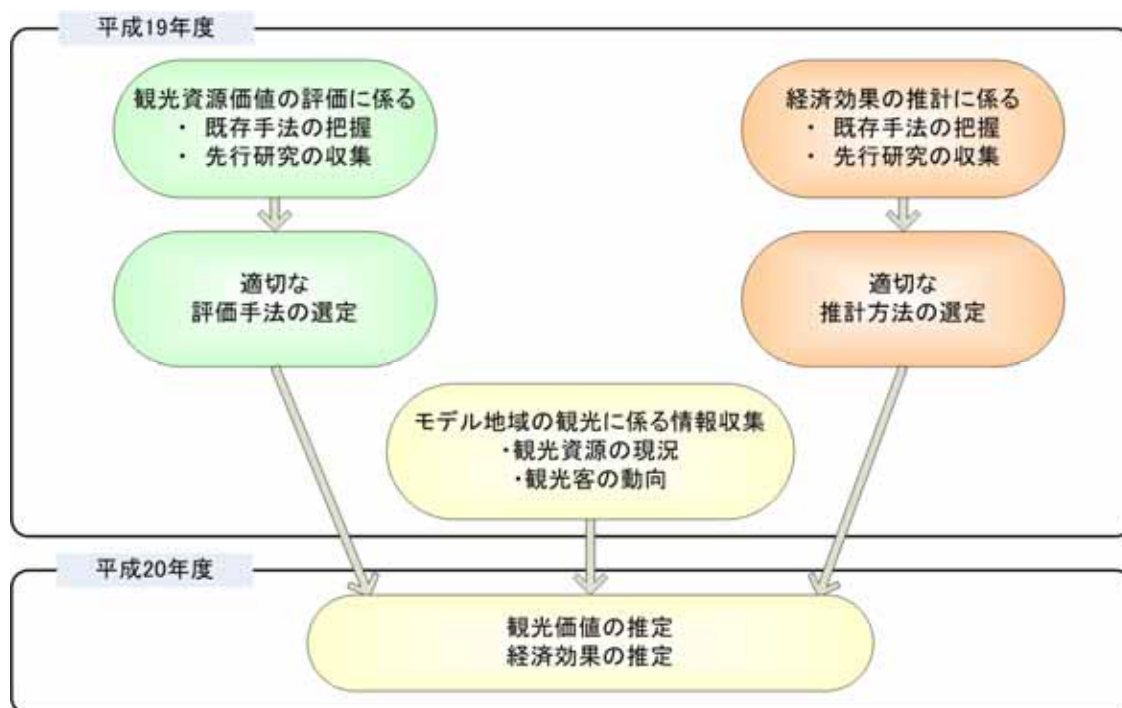 平成19年度
観光資源価値の評価に係る
・ 既存手法の把握
・ 先行研究の収集
経済効果の推計に係る
・ 既存手法の把握
・ 先行研究の収集
適切な
評価手法の選定
適切な
推計方法の選定
モデル地域の観光に係る情報収集
・観光資源の現況
・観光客の動向
平成20年度
観光価値の推定
経済効果の推定